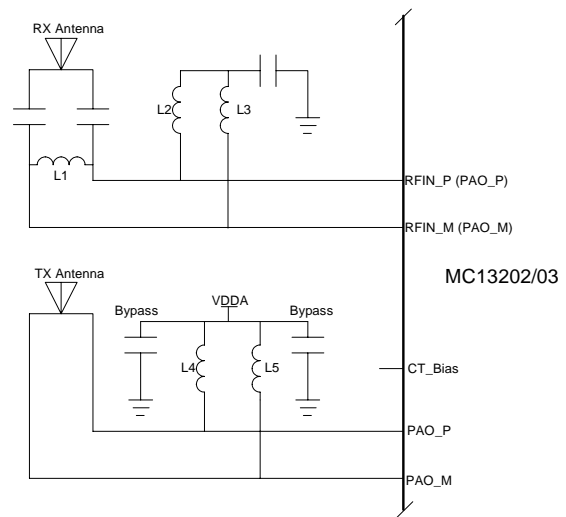 RX Antenna
L2
L3
L1
RFIN_P (PAO_P)
RFIN_M (PAO_M)
MC13202/03
TX Antenna
Bypass
VDDA
Bypass
L4
L5
CT_Bias
PAO_P
PAO_M